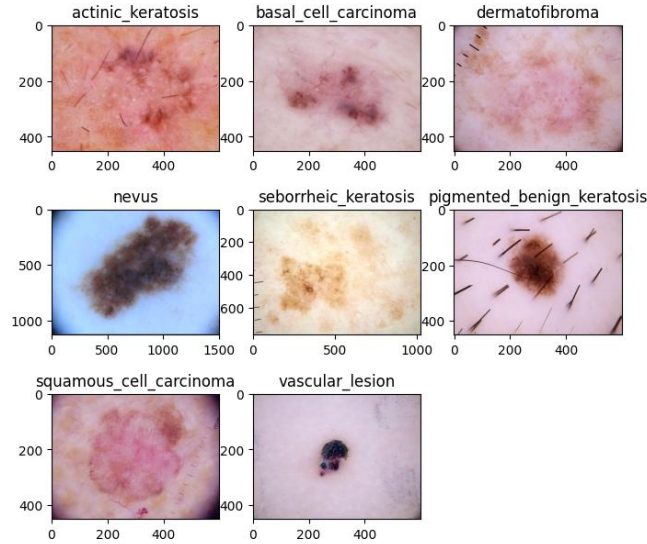 actinic_keratosis basal_cell_carcinoma dermatofibroma
0 0 0
200 200 200
400 400 400
0 200 400 0 200 400 0 200 400
nevus seborrheic_keratosis pigmented_benign_keratosis
0 0 0
200
500 400 200
600
1000 400
500 1000 1500 0 500 1000 0 200 400
squamous_cell_carcinoma vascular_lesion
0 0
200 200
400 400
0 200 400 0 200 400